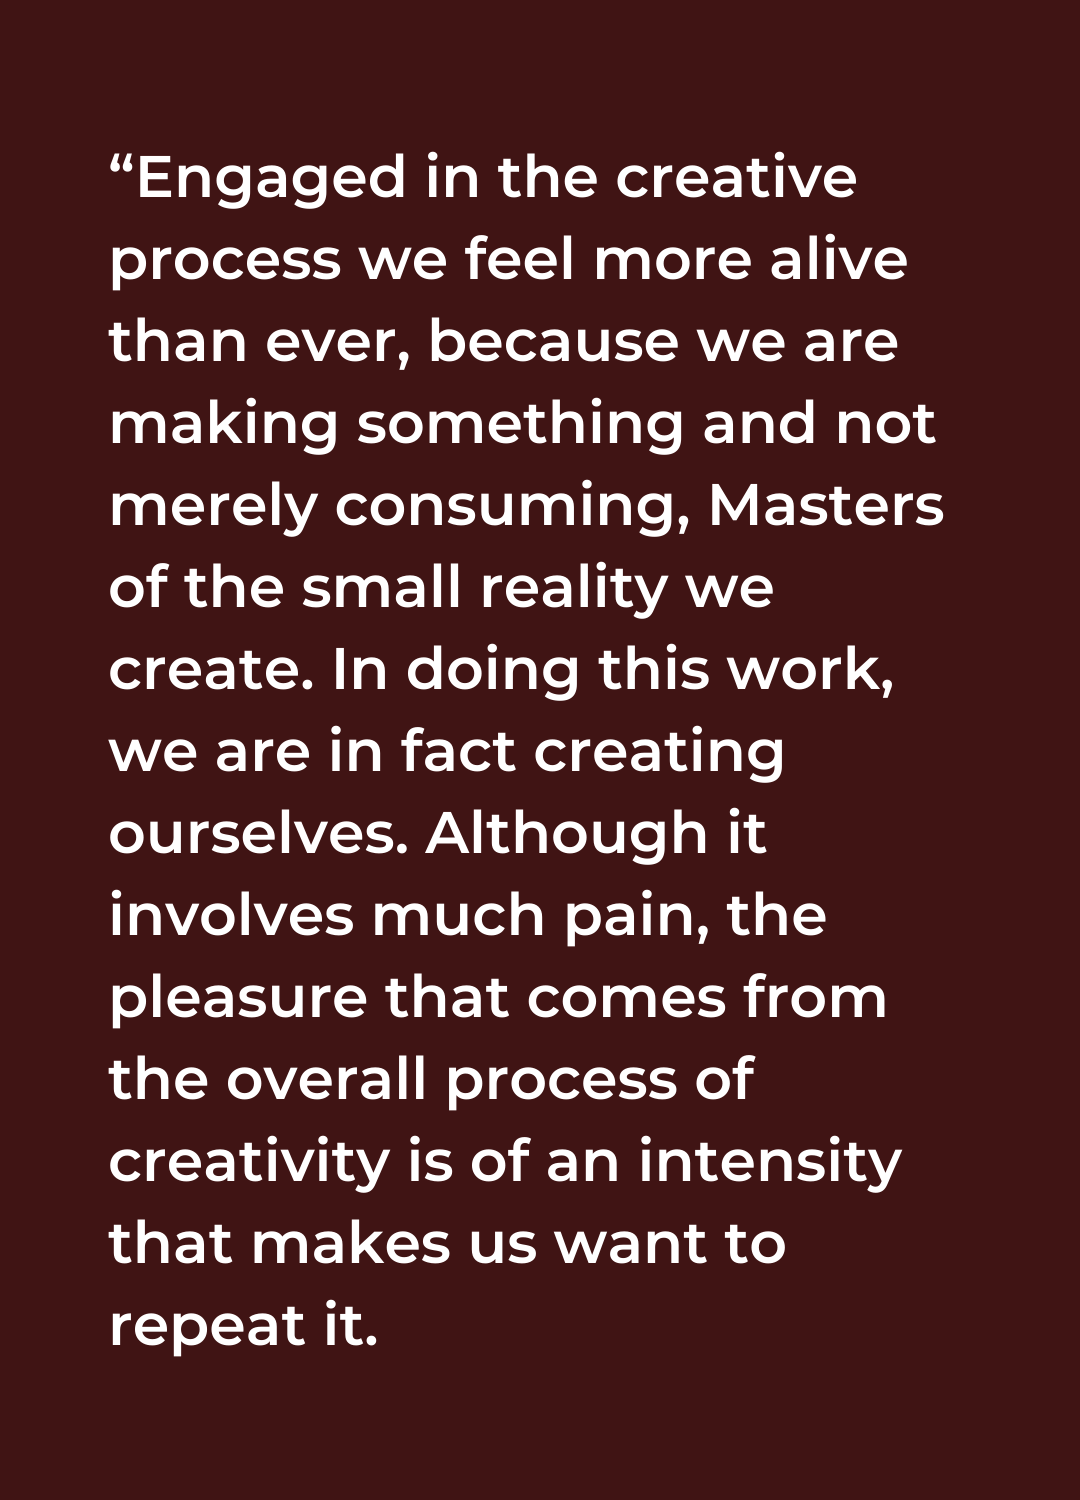 “Engaged in the creative
process we feel more alive
than ever, because we are
making something and not
merely consuming, Masters
of the small reality we
create. In doing this work,
we are in fact creating
ourselves. Although it
involves much pain, the
pleasure that comes from
the overall process of
creativity is of an intensity
that makes us want to
repeat it.